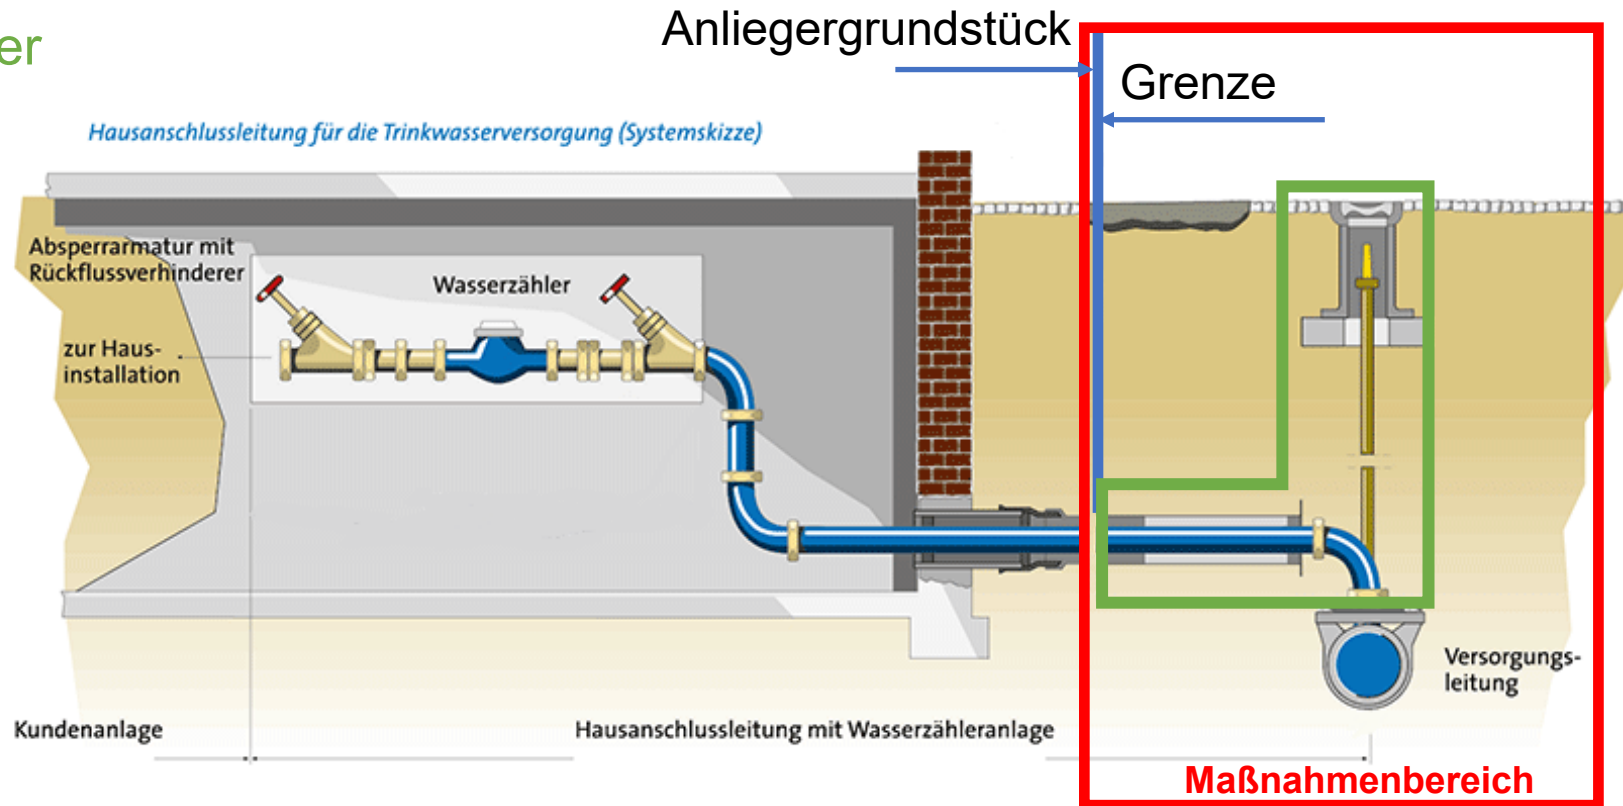 er
Anliegergrundstück
Grenze
Hausanschlussleitung für die Trinkwasserversorgung (Systemskizze)
Absperrarmatur mit
Rückflussverhinderer
Wasserzähler
zur Haus-
installation
Versorgungs-
leitung
Kundenanlage
Hausanschlussleitung mit Wasserzähleranlage
Maßnahmenbereich